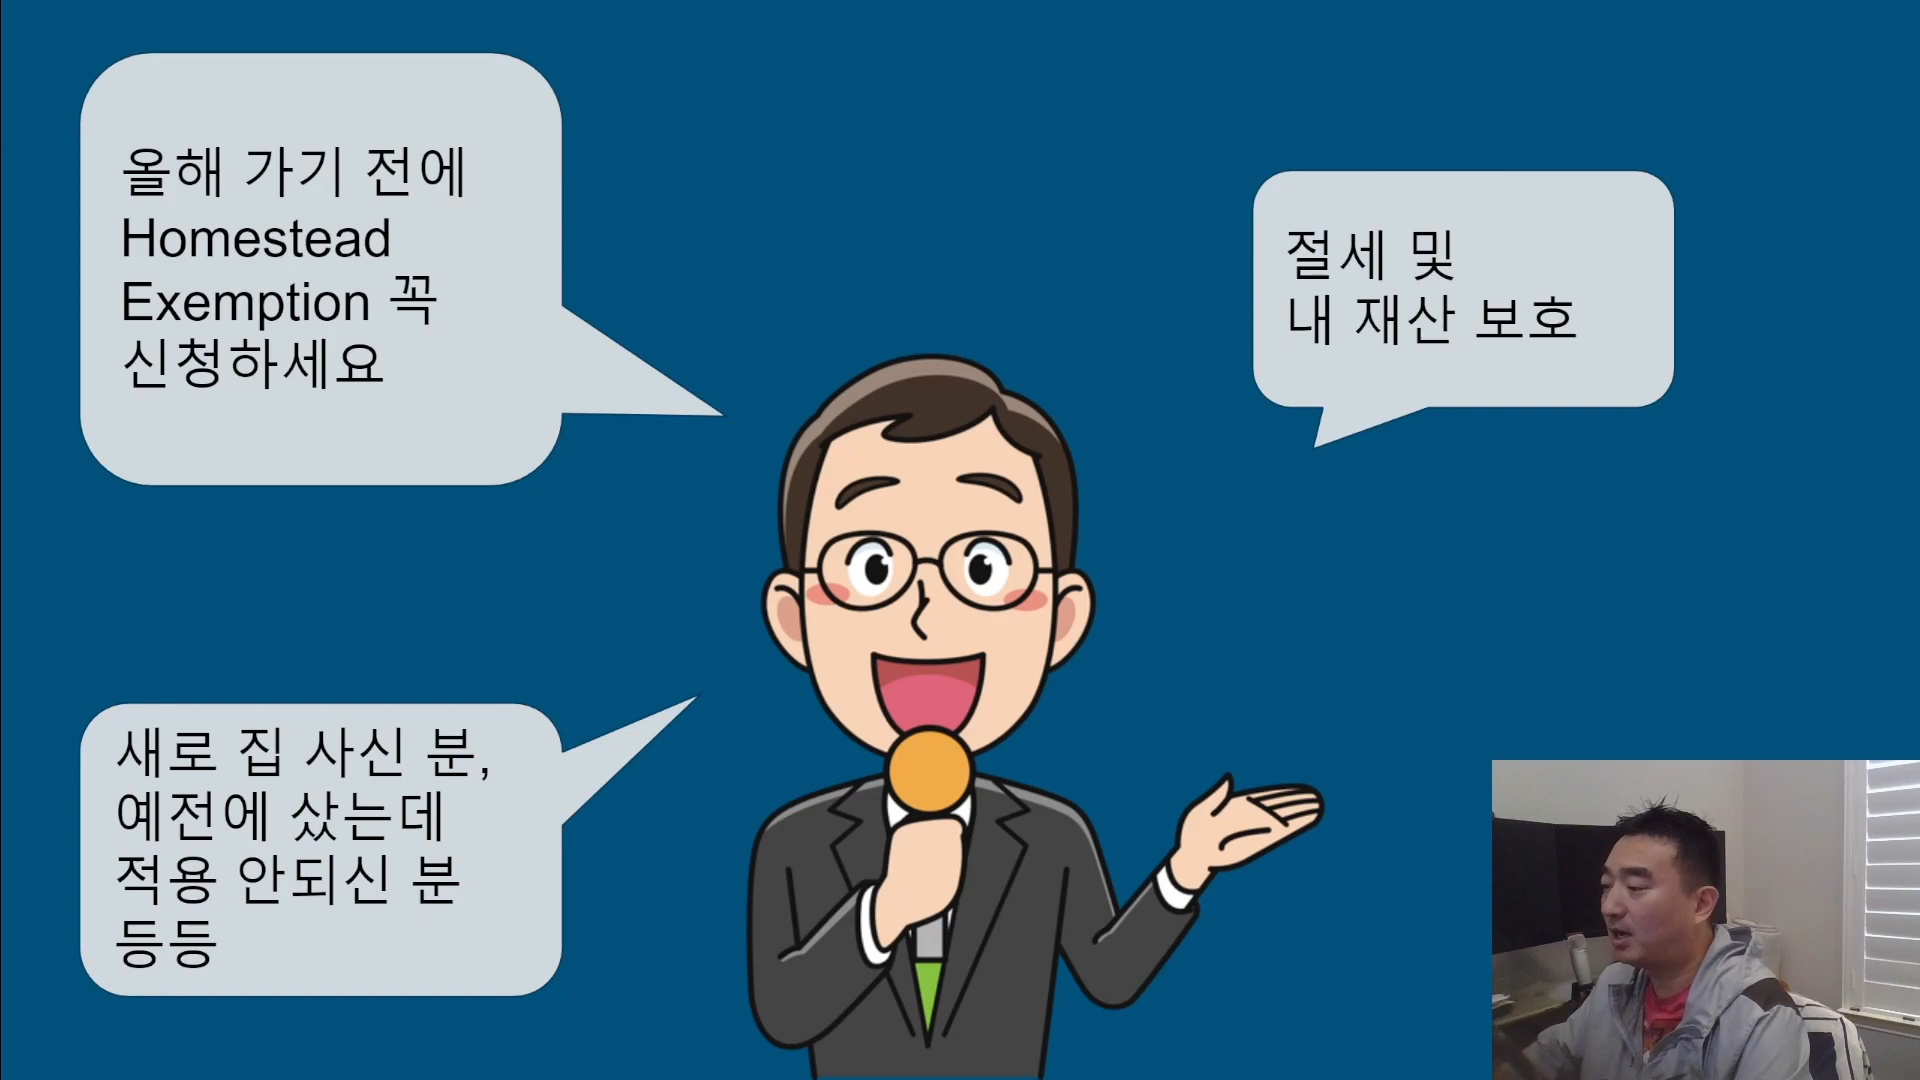 올해 가기 전에
Homestead
Exemption 꼭
신청하세요
절세 및
내 재산 보호
새로 집 사신 분,
예전에 샀는데
적용 안되신 분
등등